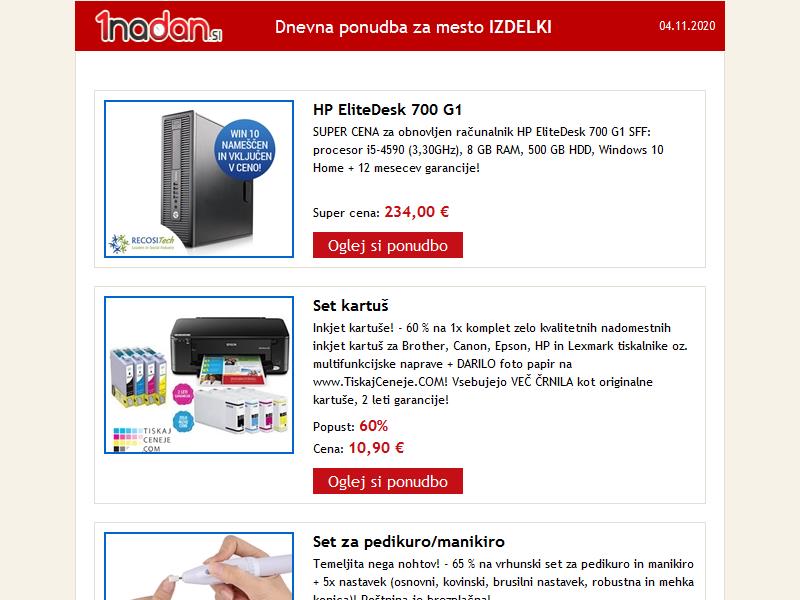 1nadan.si
Dnevna ponudba za mesto IZDELKI
04.11.2020
WIN 10
NAMEŠČEN
IN VKLJUČEN
V CENO!
RECOSITech
HP EliteDesk 700 G1
SUPER CENA za obnovljen računalnik HP EliteDesk 700 G1 SFF:
procesor i5-4590 (3,30GHz), 8 GB RAM, 500 GB HDD, Windows 10
Home + 12 mesecev garancije!
Super cena: 234,00 €
Oglej si ponudbo
EPSON
TISKAJ
CENEJE
.COM
Set kartuš
Inkjet kartuše! - 60 % na 1x komplet zelo kvalitetnih nadomestnih
inkjet kartuš za Brother, Canon, Epson, HP in Lexmark tiskalnike oz.
multifunkcijske naprave + DARILO foto papir na
www.TiskajCeneje.COM! Vsebujejo VEČ ČRNILA kot originalne
kartuše, 2 leti garancije!
Popust: 60%
Cena: 10,90 €
Oglej si ponudbo
Set za pedikuro/manikiro
Temeljita nega nohtov! - 65 % na vrhunski set za pedikuro in manikiro
+ 5x nastavek (osnovni, kovinski, brusilni nastavek, robustna in mehka
konica)! Poštnina je brezplačna!